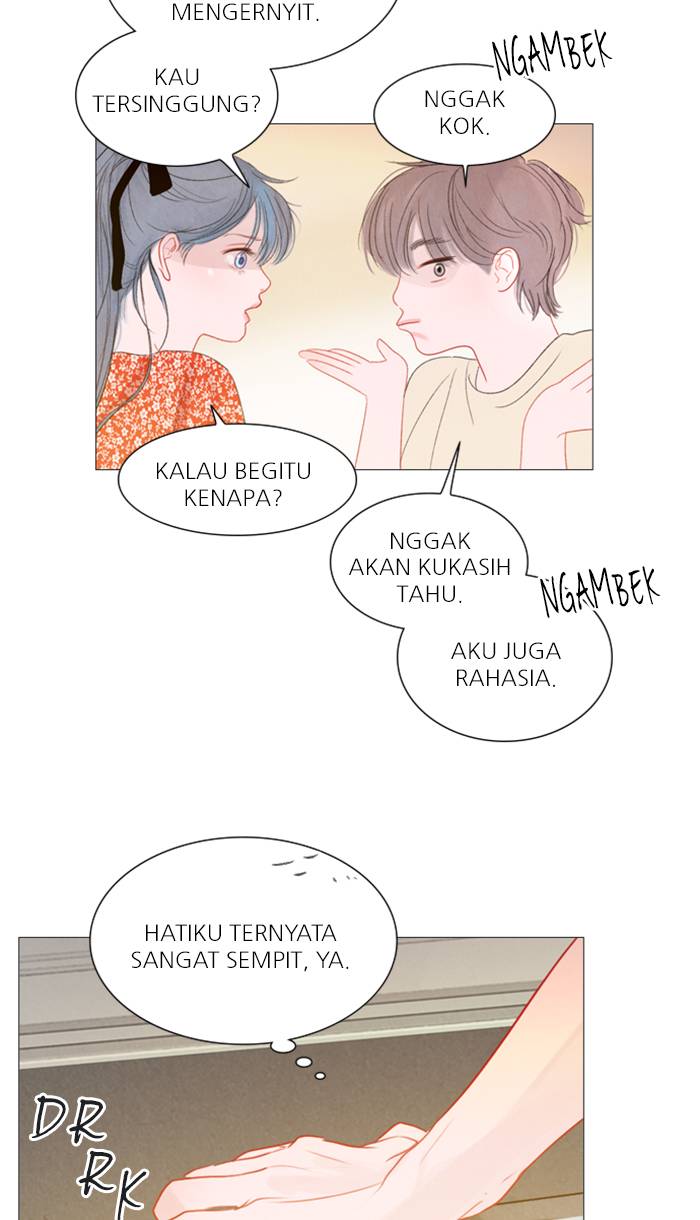 MENGERNYIT.
KAU
TERSINGGUNG?
NGAMBEK
NGGAK
KOK.
KALAU BEGITU
KENAPA?
NGGAK
AKAN KUKASIH
TAHU.
NGAMBEK
AKU JUGA
RAHASIA.
HATIKU TERNYATA
SANGAT SEMPIT, YA.
DR
RK